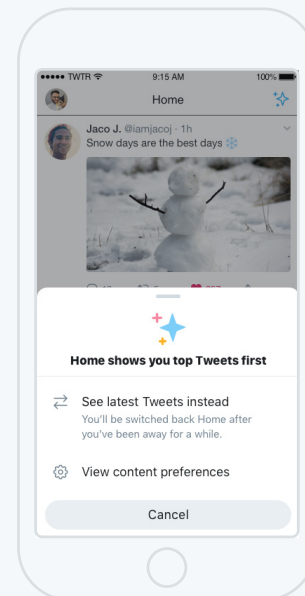 TWTR 9:15 AM 100%
Home
Jaco J. @iamjacoj · 1h
Snow days are the best days
Home shows you top Tweets first
See latest Tweets instead
You'll be switched back Home after
you've been away for a while.
View content preferences
Cancel